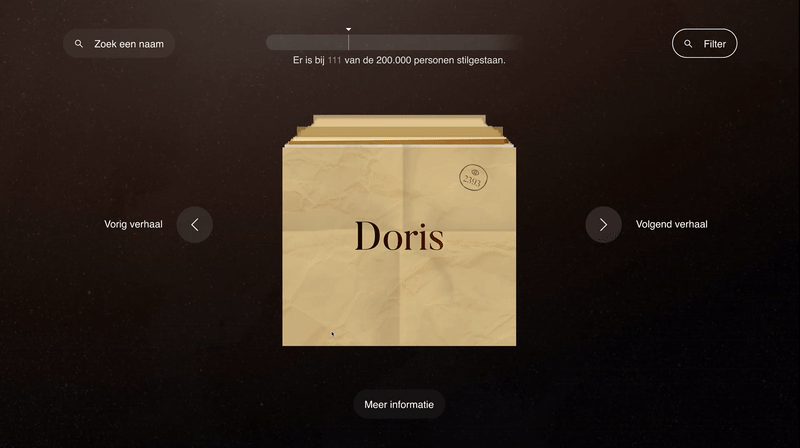 Zoek een naam
Filter
Er is bij 111 van de 200.000 personen stilgestaan.
2393
Doris
Vorig verhaal
Volgend verhaal
Meer informatie